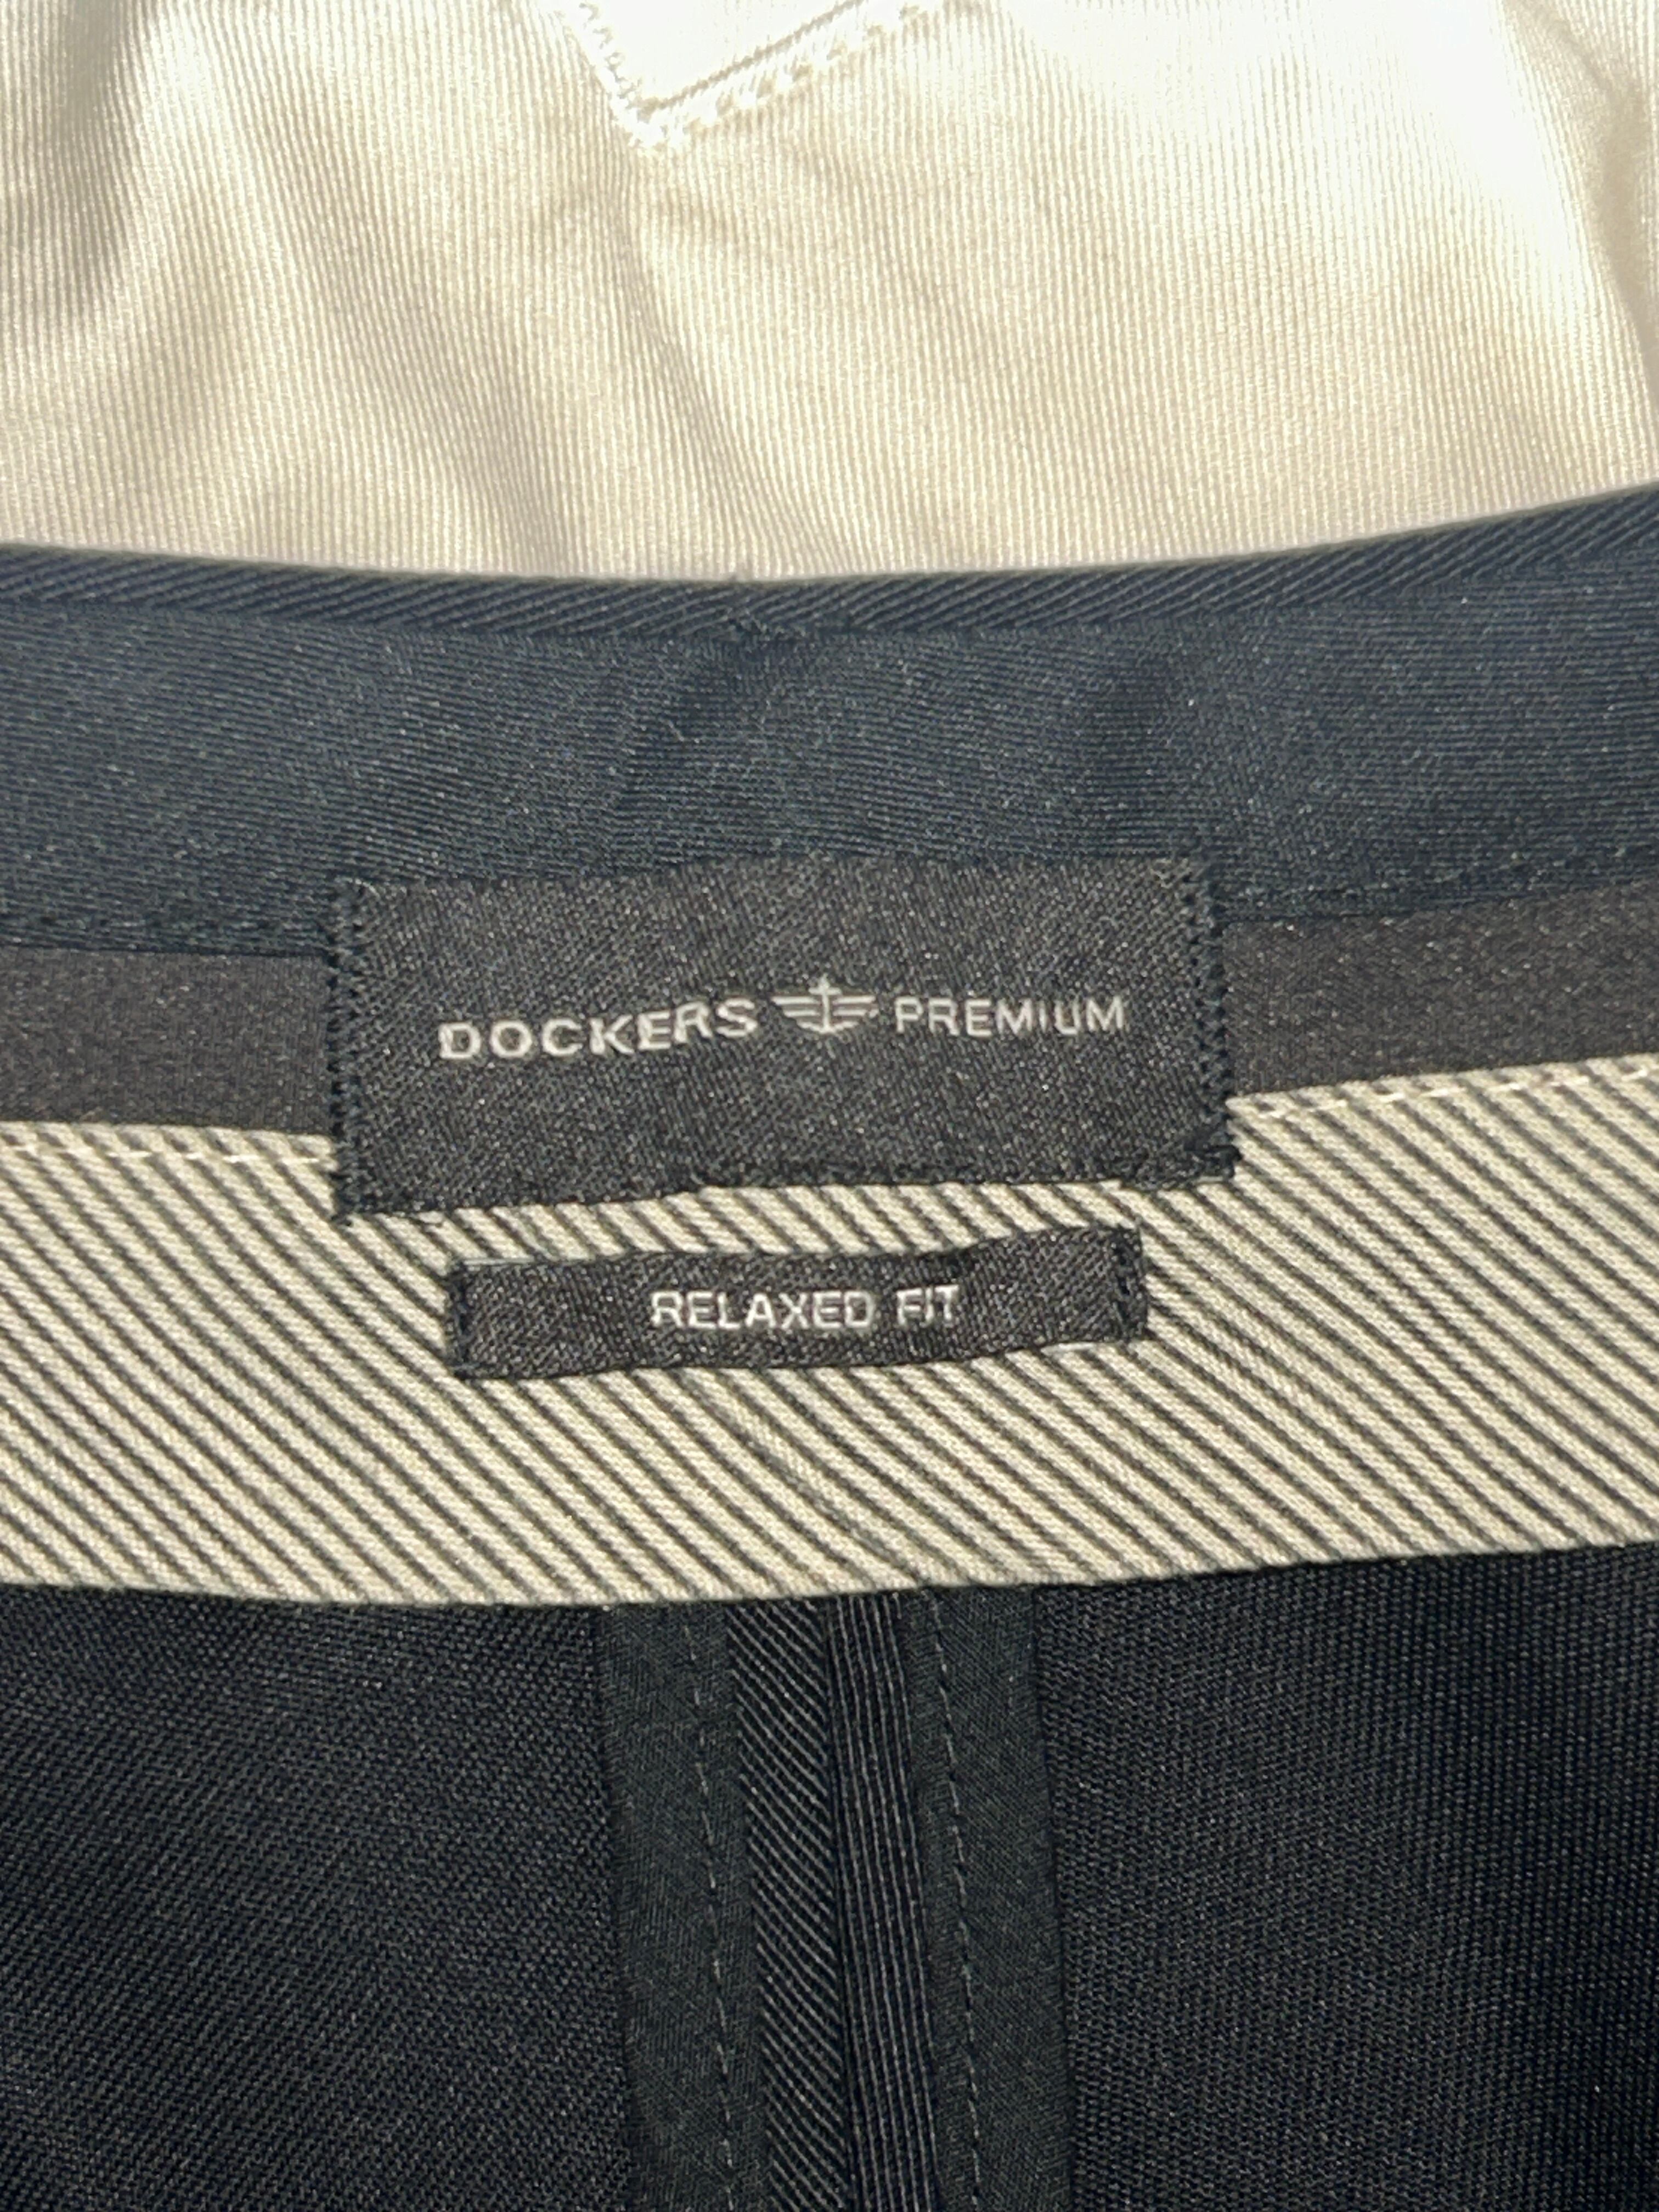 DOCKERS PREMIUM
RELAXED FIT